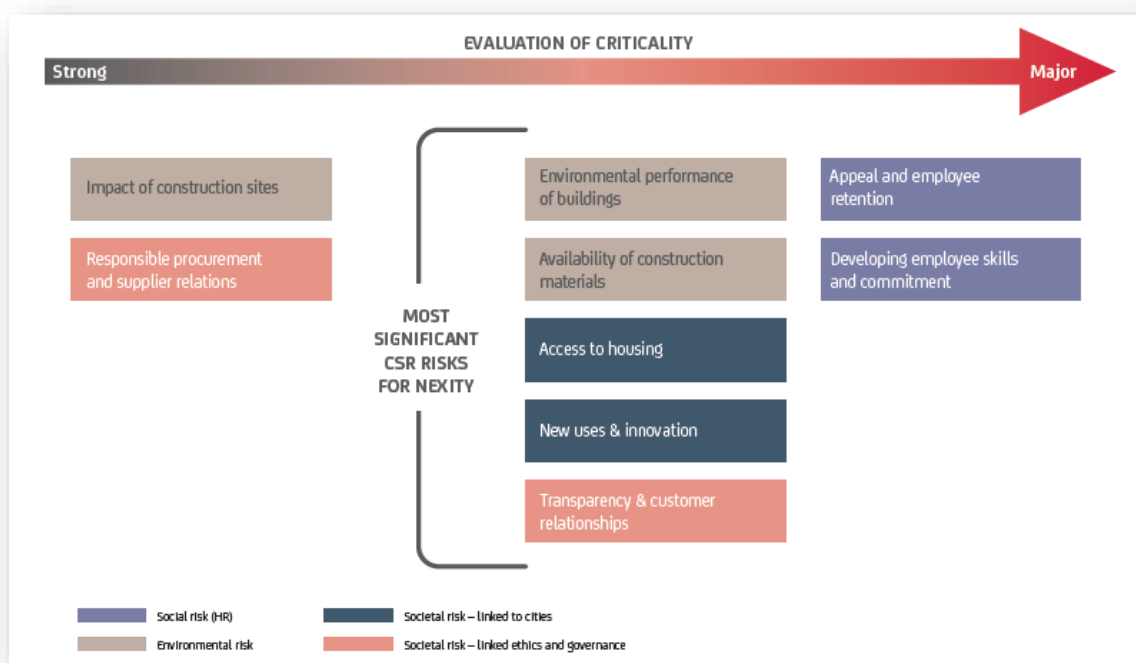 EVALUATION OF CRITICALITY
Strong
Major
Impact of construction sites
Responsible procurement
and supplier relations
MOST
SIGNIFICANT
CSR RISKS
FOR NEXITY
Environmental performance
of buildings
Availability of construction
materials
Access to housing
New uses & innovation
Transparency & customer
relationships
Appeal and employee
retention
Developing employee skills
and commitment
Social risk (HR)
Environmental risk
Societal risk – linked to cities
Societal risk – linked ethics and governance